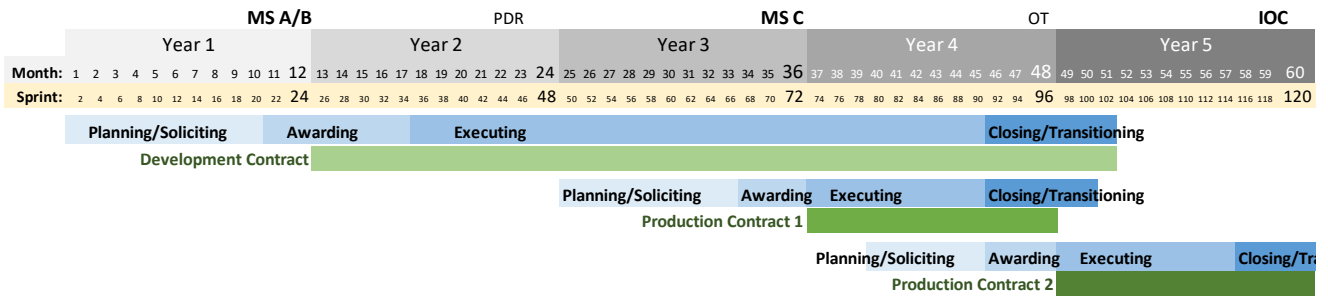 MS A/B PDR MS C OT IOC
Year 1 Year 2 Year 3 Year 4 Year 5
Month: 1 2 3 4 5 6 7 8 9 10 11 12 13 14 15 16 17 18 19 20 21 22 23 24 25 26 27 28 29 30 31 32 33 34 35 36 37 38 39 40 41 42 43 44 45 46 47 48 49 50 51 52 53 54 55 56 57 58 59 60
Sprint: 2 4 6 8 10 12 14 16 18 20 22 24 26 28 30 32 34 36 38 40 42 44 46 48 50 52 54 56 58 60 62 64 66 68 70 72 74 76 78 80 82 84 86 88 90 92 94 96 98 100 102 104 106 108 110 112 114 116 118 120
Planning/Soliciting Awarding Executing Closing/Transitioning
Development Contract
Planning/Soliciting Awarding Executing Closing/Transitioning
Production Contract 1
Planning/Soliciting Awarding Executing Closing/Tra
Production Contract 2